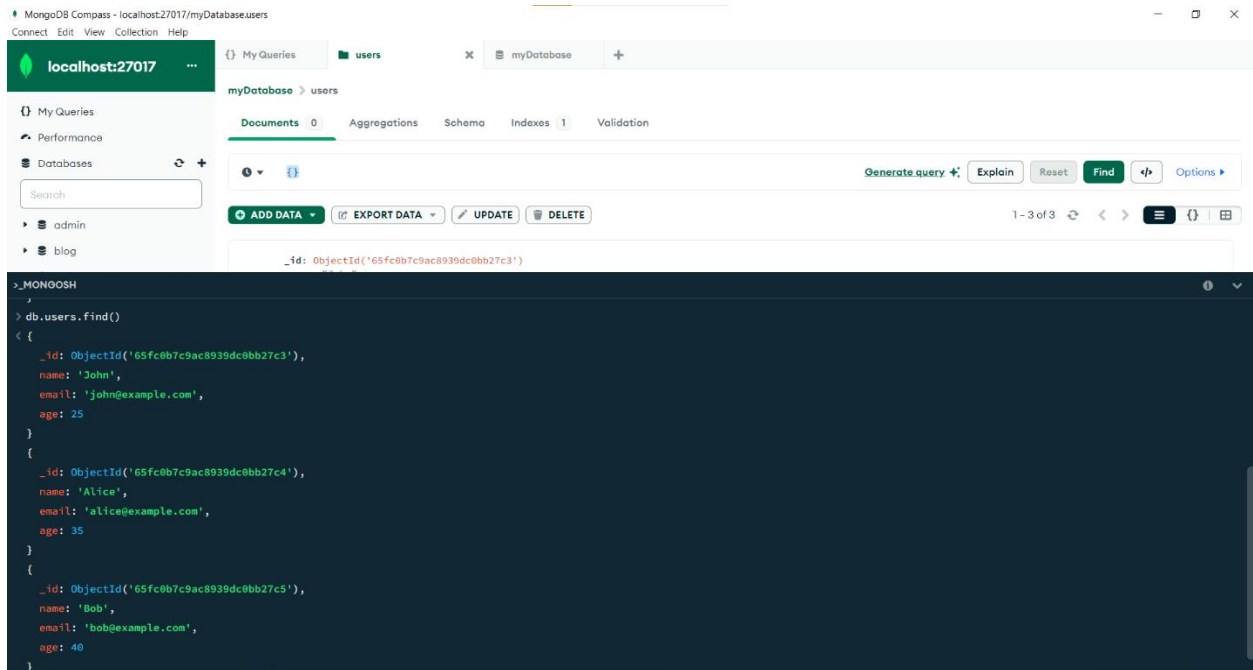 MongoDB Compass - localhost:27017/myDatabase.users
Connect Edit View Collection Help
localhost:27017 ...
{} My Queries users myDatabase
myDatabase > users
{} My Queries
Documents 0 Aggregations Schema Indexes 1 Validation
Performance
Databases
{}
Generate query Explain Reset Find </> Options
Search
ADD DATA EXPORT DATA UPDATE DELETE 1 – 3 of 3 {}
admin
blog
_id: ObjectId('65fc0b7c9ac8939dc0bb27c3')
>_MONGOSH
> db.users.find()
< {
_id: ObjectId('65fc0b7c9ac8939dc0bb27c3'),
name: 'John',
email: 'john@example.com',
age: 25
}
{
_id: ObjectId('65fc0b7c9ac8939dc0bb27c4'),
name: 'Alice',
email: 'alice@example.com',
age: 35
}
{
_id: ObjectId('65fc0b7c9ac8939dc0bb27c5'),
name: 'Bob',
email: 'bob@example.com',
age: 40
}